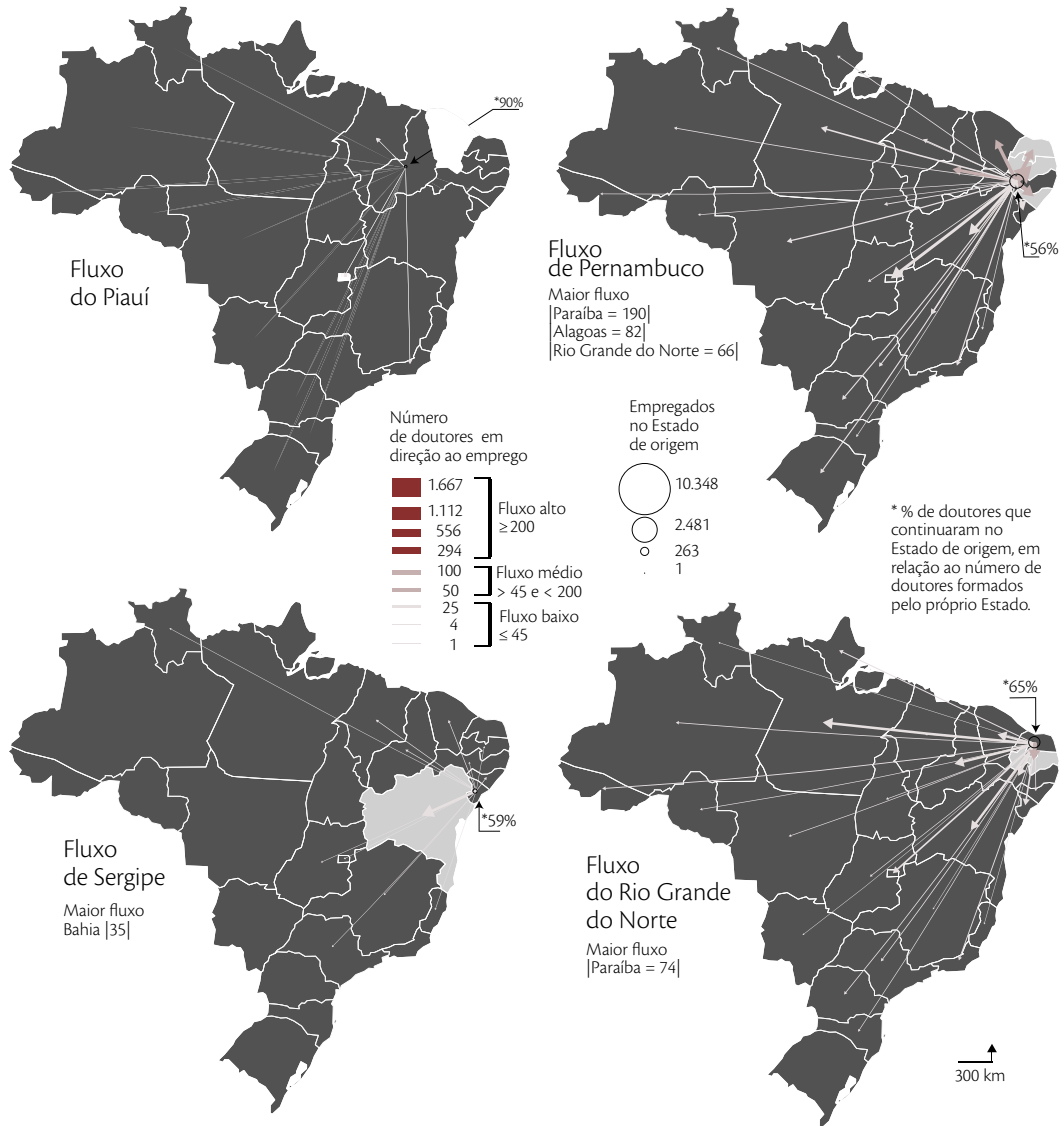 *90%
Fluxo
do Piauí
Fluxo
de Pernambuco
Maior fluxo
|Paraíba = 190|
|Alagoas = 82|
|Rio Grande do Norte = 66|
*56%
Número
de doutores em
direção ao emprego
1.667
1.112
556
294
100
50
25
4
1
Fluxo alto
≥200
Fluxo médio
> 45 e < 200
Fluxo baixo
≤ 45
Empregados
no Estado
de origem
10.348
2.481
263
1
* % de doutores que
continuaram no
Estado de origem, em
relação ao número de
doutores formados
pelo próprio Estado.
*59%
Fluxo
de Sergipe
Maior fluxo
Bahia |35|
*65%
Fluxo
do Rio Grande
do Norte
Maior fluxo
|Paraíba = 74|
300 km